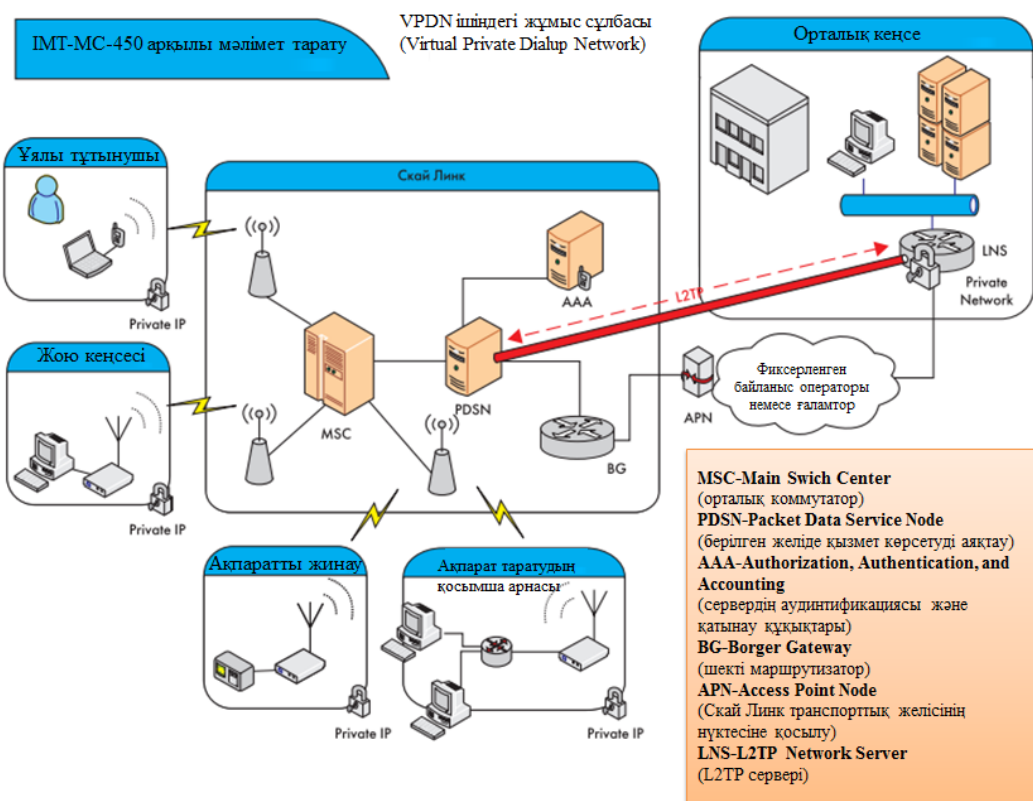 IMT-MC-450 арқылы мәлімет тарату
VPDN ішіндегі жұмыс сұлбасы
(Virtual Private Dialup Network)
Орталық кеңсе
LNS
Private
Network
Ұялы тұтынушы
Private IP
Скай Линк
AAA
L2TP
Жою кеңсесі
Private IP
MSC
PDSN
BG
APN
Фиксерленген
байланыс операторы
немесе ғаламтор
Ақпаратты жинау
Private IP
Ақпарат таратудың
қосымша арнасы
Private IP
MSC-Main Swich Center
(орталық коммутатор)
PDSN-Packet Data Service Node
(берілген желіде қызмет көрсетуді аяқтау)
AAA-Authorization, Authentication, and
Accounting
(сервердің аудинтификациясы және
қатынау құқықтары)
BG-Borger Gateway
(шекті маршрутизатор)
APN-Access Point Node
(Скай Линк транспорттық желісінің
нүктесіне қосылу)
LNS-L2TP Network Server
(L2TP сервері)